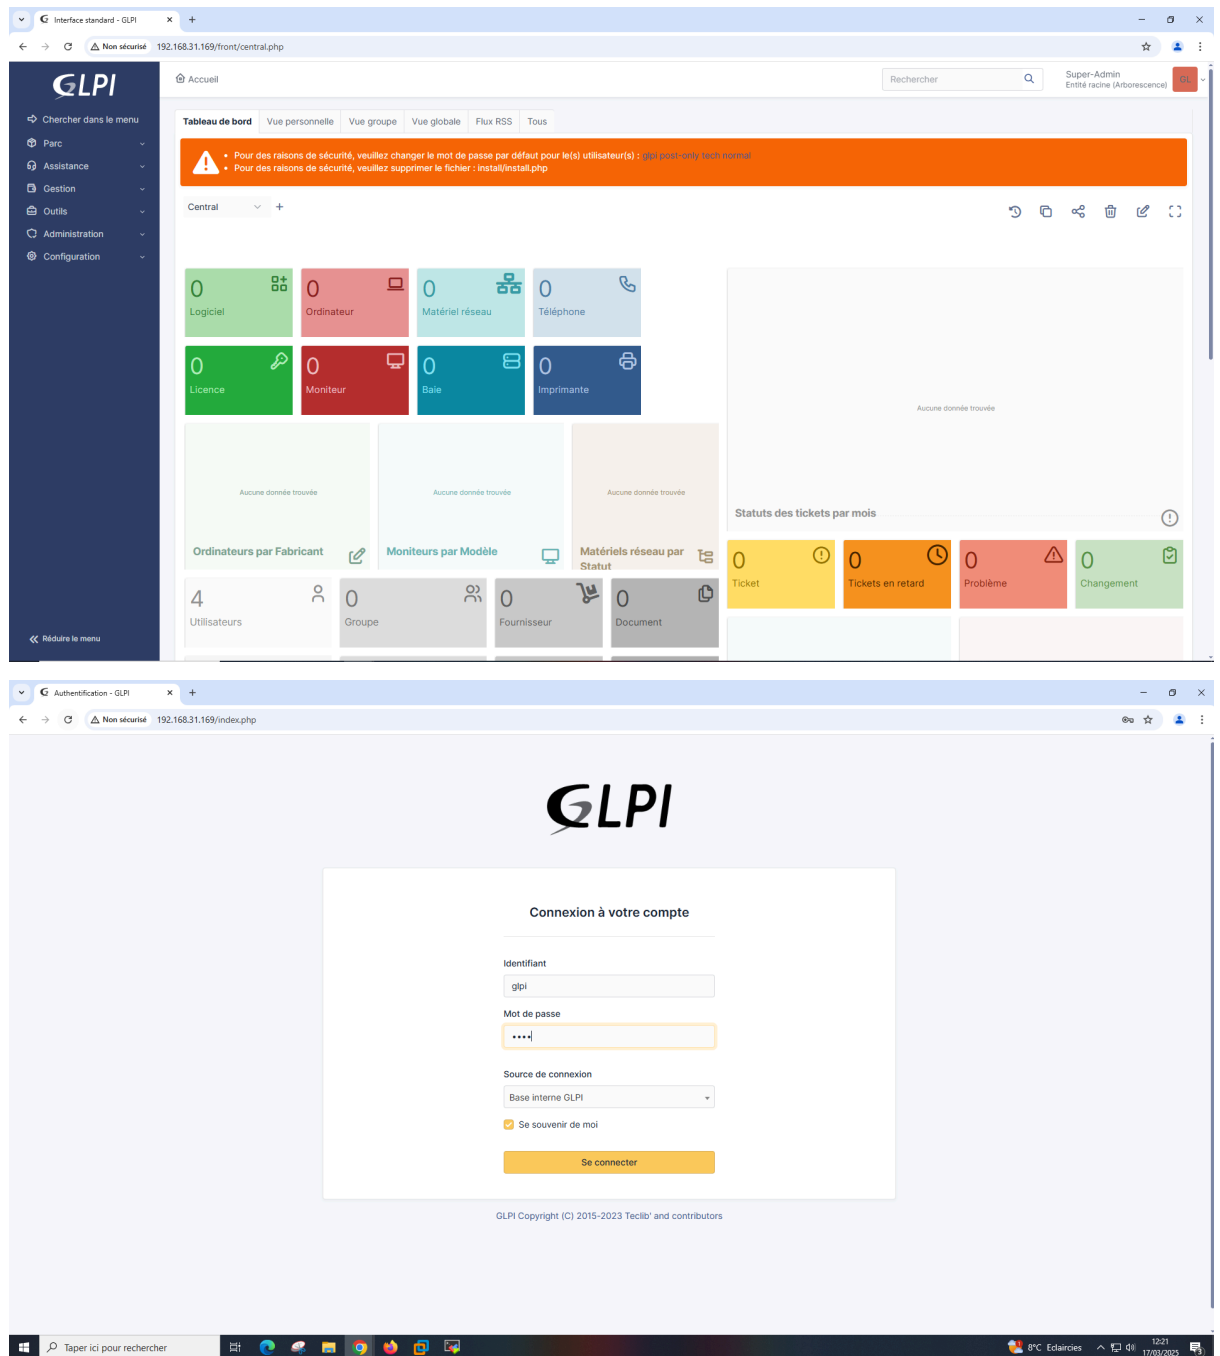 Interface standard - GLPI
Non sécurisé 192.168.31.169/front/central.php
GLPI
Accueil
Rechercher
Super-Admin
Entité racine (Arborescence)
GL
Chercher dans le menu
Parc
Assistance
Gestion
Outils
Administration
Configuration
Réduire le menu
Tableau de bord Vue personnelle Vue groupe Vue globale Flux RSS Tous
• Pour des raisons de sécurité, veuillez changer le mot de passe par défaut pour le(s) utilisateur(s) : glpi post-only tech normal
• Pour des raisons de sécurité, veuillez supprimer le fichier : install/install.php
Central
0
Logiciel
0
Ordinateur
0
Matériel réseau
0
Téléphone
0
Licence
0
Moniteur
0
Baie
0
Imprimante
Aucune donnée trouvée
Statuts des tickets par mois
Aucune donnée trouvée
Ordinateurs par Fabricant
Aucune donnée trouvée
Moniteurs par Modèle
Aucune donnée trouvée
Matériels réseau par
Statut
0
Ticket
0
Tickets en retard
0
Problème
0
Changement
4
Utilisateurs
0
Groupe
0
Fournisseur
0
Document
Authentification - GLPI
Non sécurisé 192.168.31.169/index.php
GLPI
Connexion à votre compte
Identifiant
glpi
Mot de passe
••••
Source de connexion
Base interne GLPI
Se souvenir de moi
Se connecter
GLPI Copyright (C) 2015-2023 Teclib' and contributors
Taper ici pour rechercher
8°C Eclaircies
12:21
17/03/2025